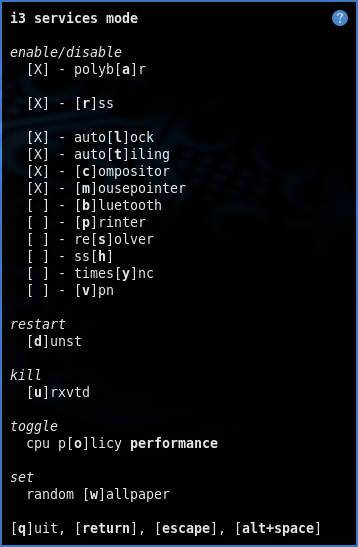 i3 services mode ?
enable/disable
[X] - polyb[a]r
[X] - [r]ss
[X] - auto[l]ock
[X] - auto[t]iling
[X] - [c]ompositor
[X] - [m]ousepointer
[ ] - [b]luetooth
[ ] - [p]rinter
[ ] - re[s]olver
[ ] - ss[h]
[ ] - times[y]nc
[ ] - [v]pn
restart
[d]unst
kill
[u]rxvtd
toggle
cpu p[o]licy performance
set
random [w]allpaper
[q]uit, [return], [escape], [alt+space]